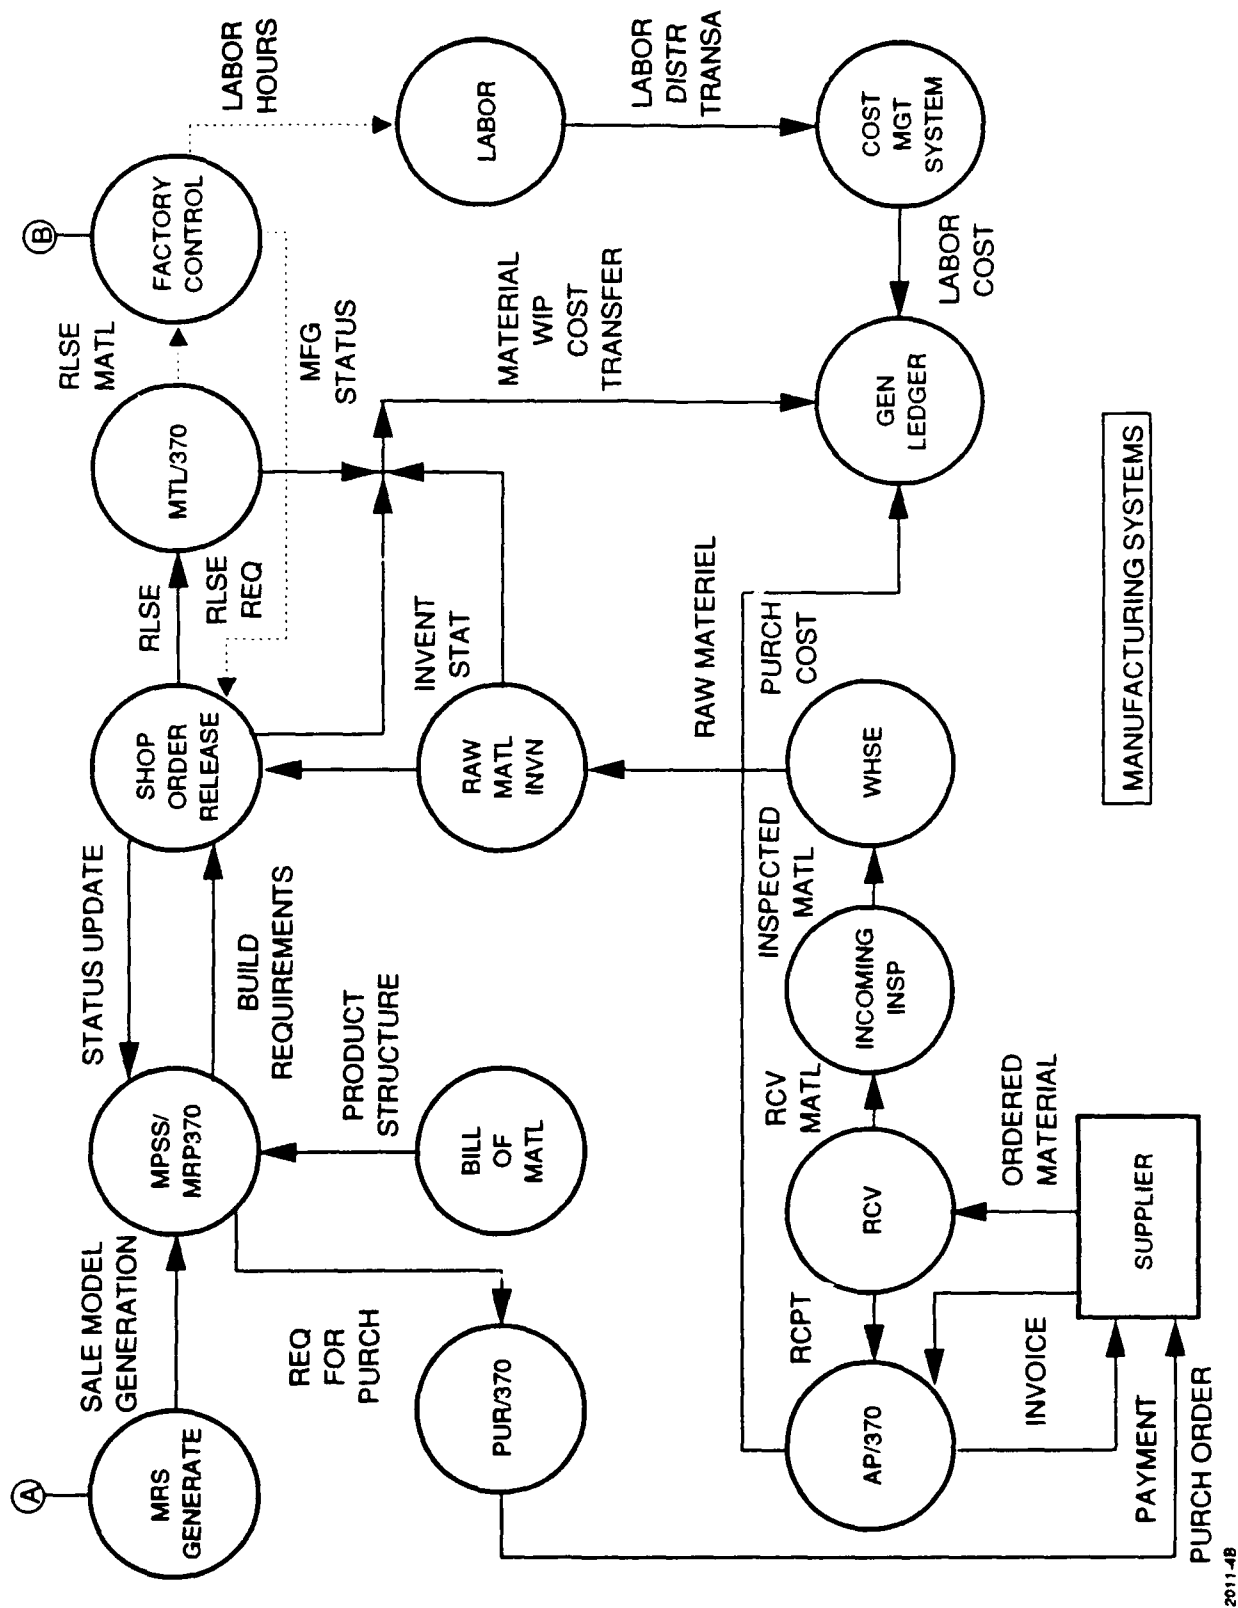 A
B
MRS
GENERATE
SALE MODEL
GENERATION
MPSS/
MRP370
STATUS UPDATE
BUILD
REQUIREMENTS
SHOP
ORDER
RELEASE
RLSE
RLSE
REQ
MTL/370
RLSE
MATL
FACTORY
CONTROL
LABOR
HOURS
MFG
STATUS
REQ
FOR
PURCH
PRODUCT
STRUCTURE
INVENT
STAT
PUR/370
BILL
OF
MATL
RAW
MATL
INVN
MATERIAL
WIP
COST
TRANSFER
LABOR
LABOR
DISTR
TRANSA
RAW MATERIEL
PURCH
COST
RCPT
RCV
MATL
INSPECTED
MATL
AP/370
RCV
INCOMING
INSP
WHSE
GEN
LEDGER
LABOR
COST
COST
MGT
SYSTEM
INVOICE
ORDERED
MATERIAL
PAYMENT
SUPPLIER
PURCH ORDER
MANUFACTURING SYSTEMS
2011-4B